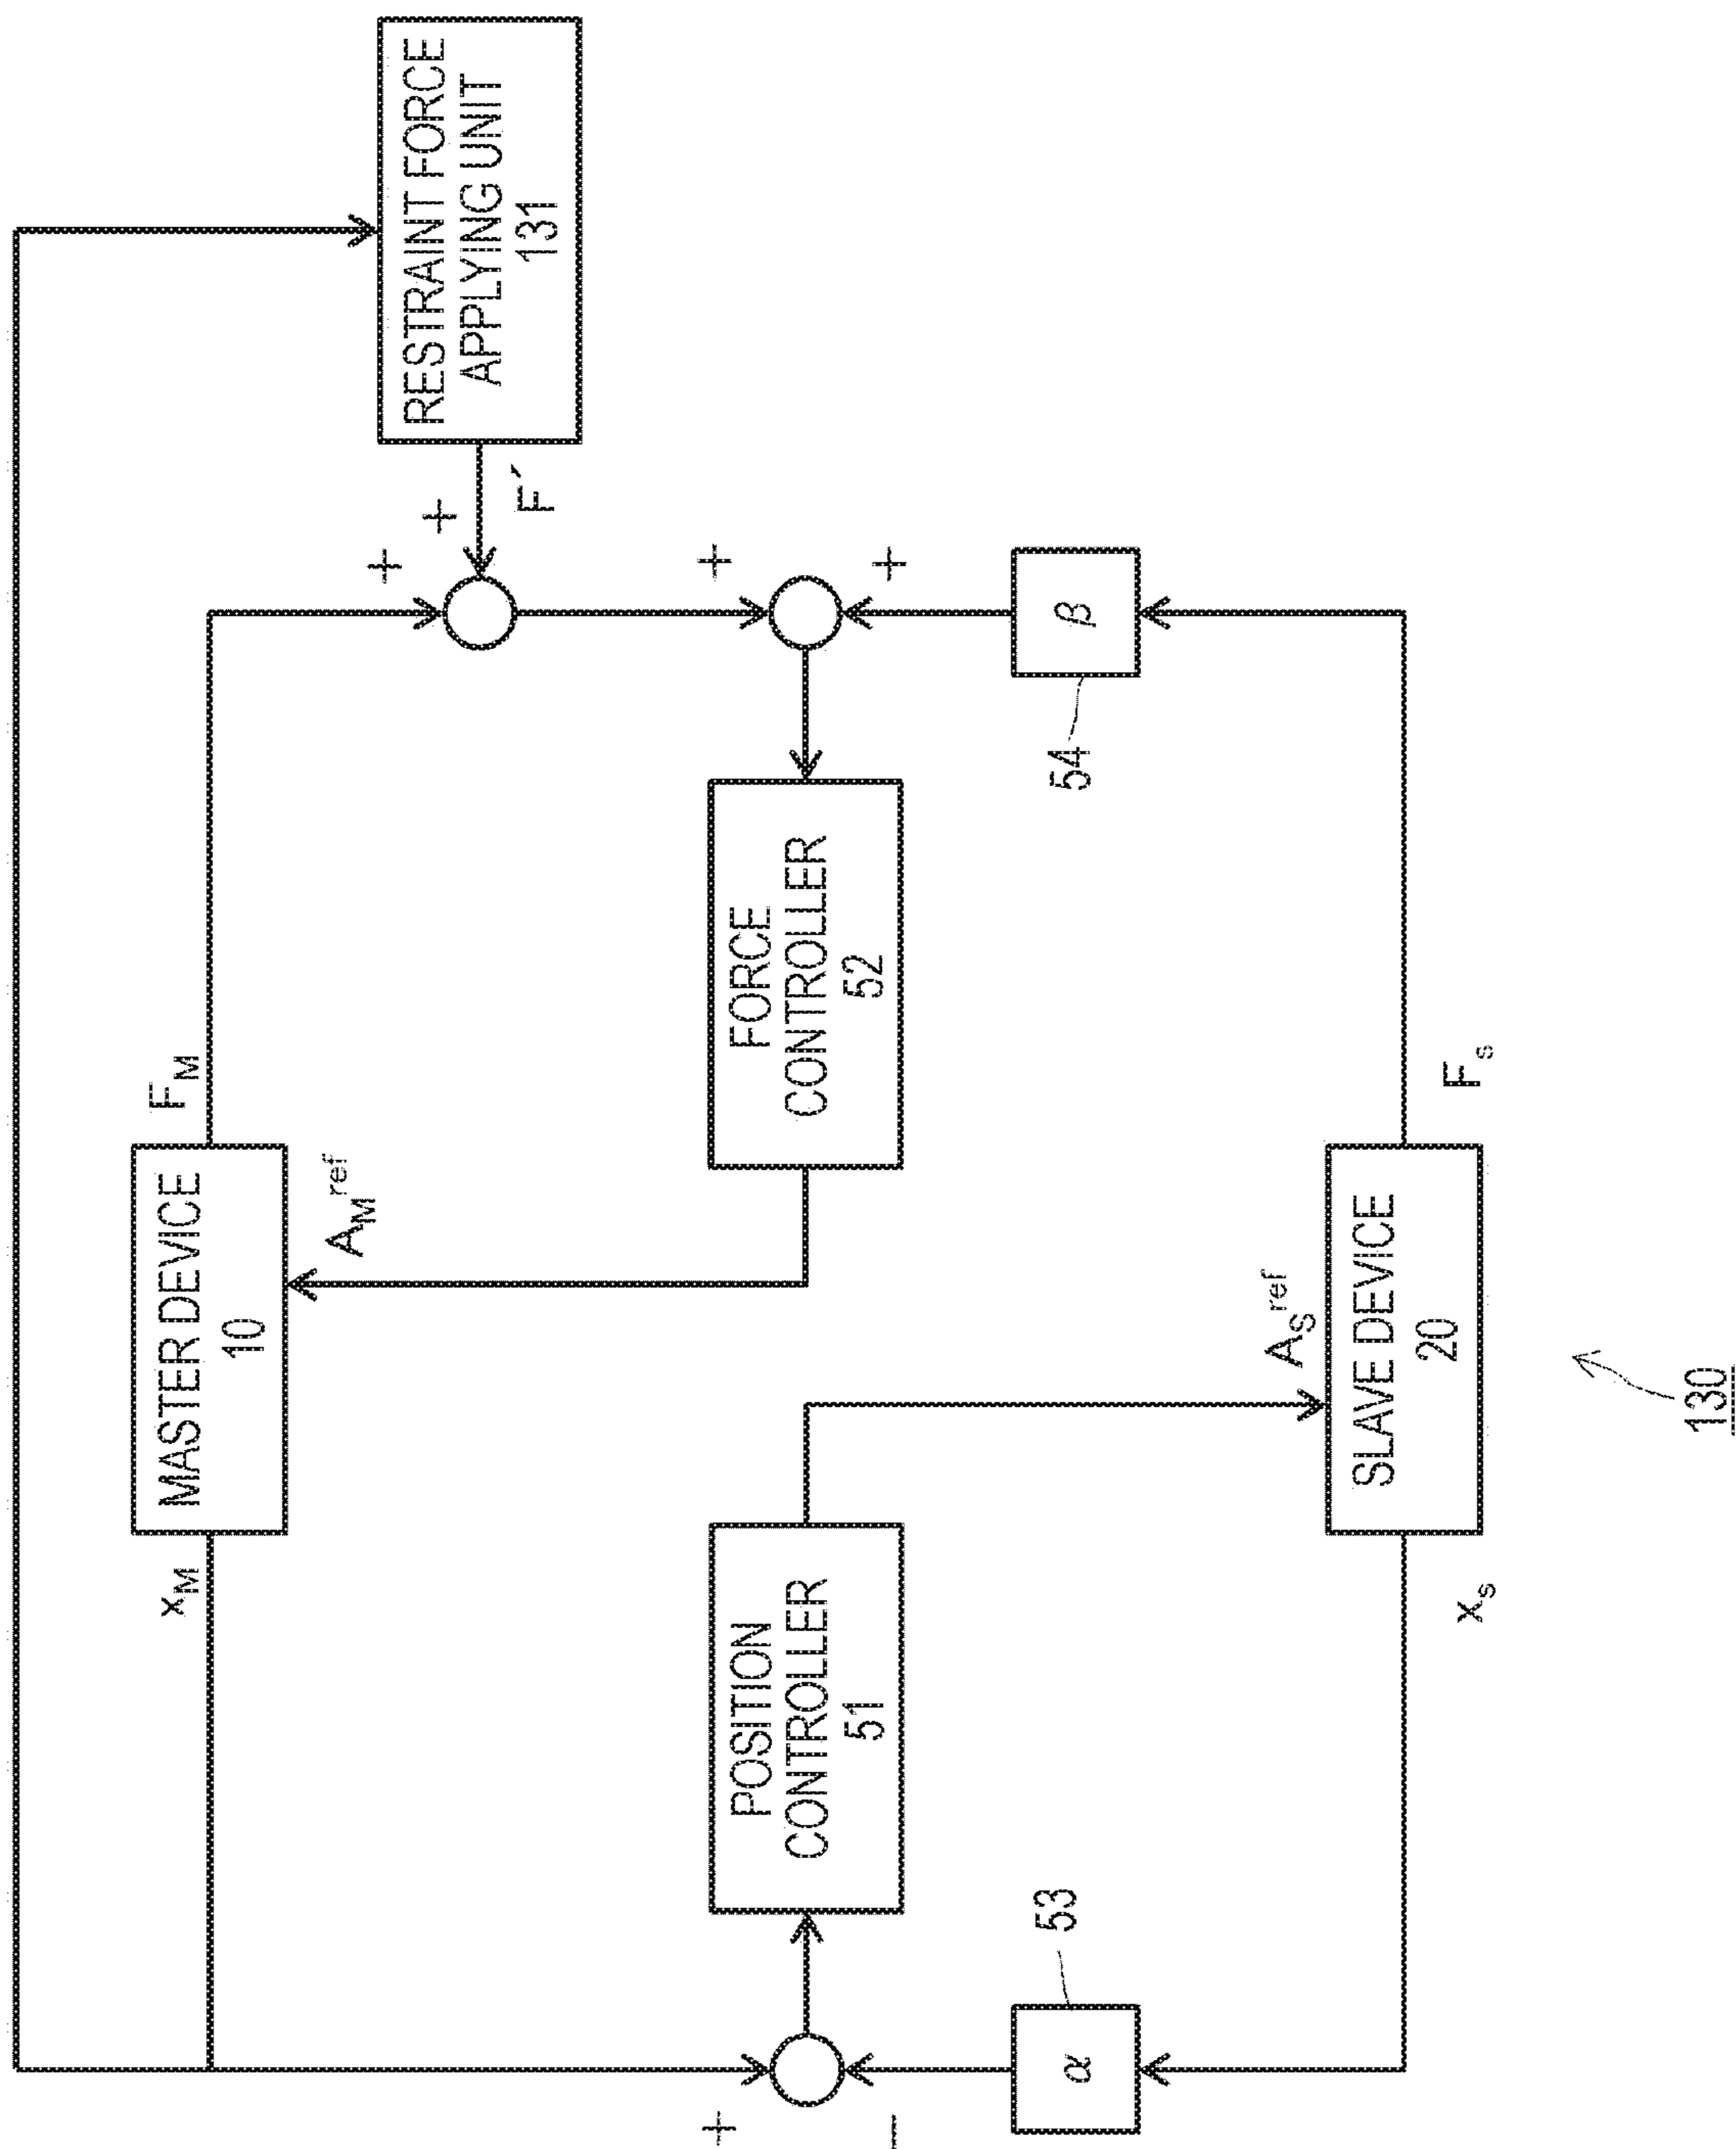 MASTER DEVICE
10
x_M
F_M
A_M^ref
RESTRAINT FORCE
APPLYING UNIT
131
+
+
F´
POSITION
CONTROLLER
51
FORCE
CONTROLLER
52
+
−
+
+
α
53
β
54
A_S^ref
SLAVE DEVICE
20
x_s
F_s
130